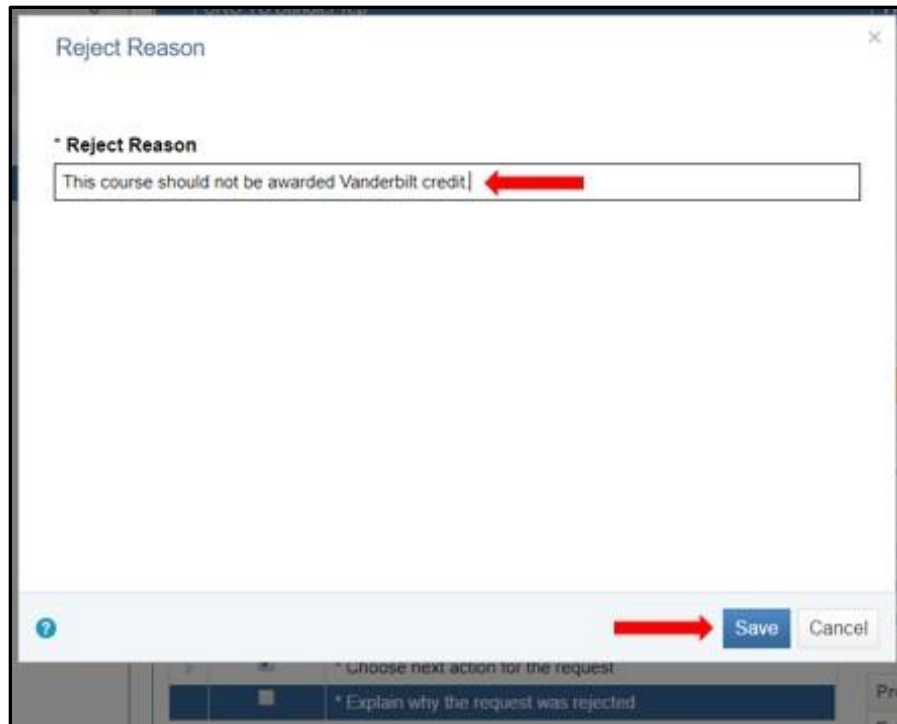 Reject Reason
×
* Reject Reason
This course should not be awarded Vanderbilt credit
?
Save
Cancel
* Choose next action for the request
* Explain why the request was rejected